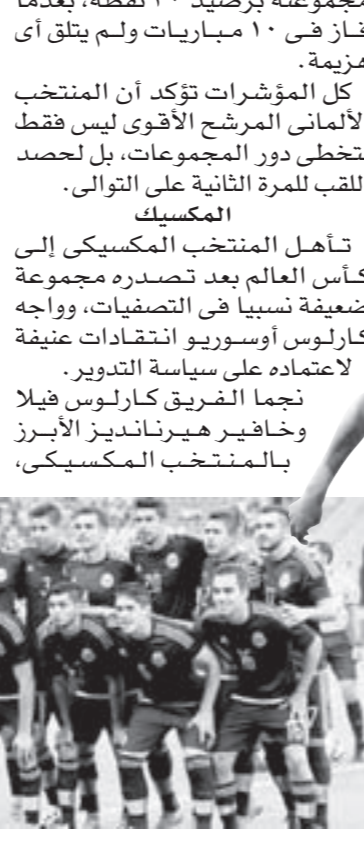 مجموعته برصيد ٣٠ نقطة، بعدما
فاز فى ١٠ مباريات ولم يتلق أى
هزيمة.
كل المؤشرات تؤكد أن المنتخب
الألمانى المرشح الأقوى ليس فقط
لتخطى دور المجموعات، بل لحصد
اللقب للمرة الثانية على التوالى.
المكسيك
تأهل المنتخب المكسيكى إلى
كأس العالم بعد تصدره مجموعة
ضعيفة نسبيا فى التصفيات، وواجه
كارلوس أوسوريو انتقادات عنيفة
لاعتماده على سياسة التدوير.
نجما الفريق كارلوس فيلا
وخافير هيرنانديز الأبرز
بالمنتخب المكسيكى،